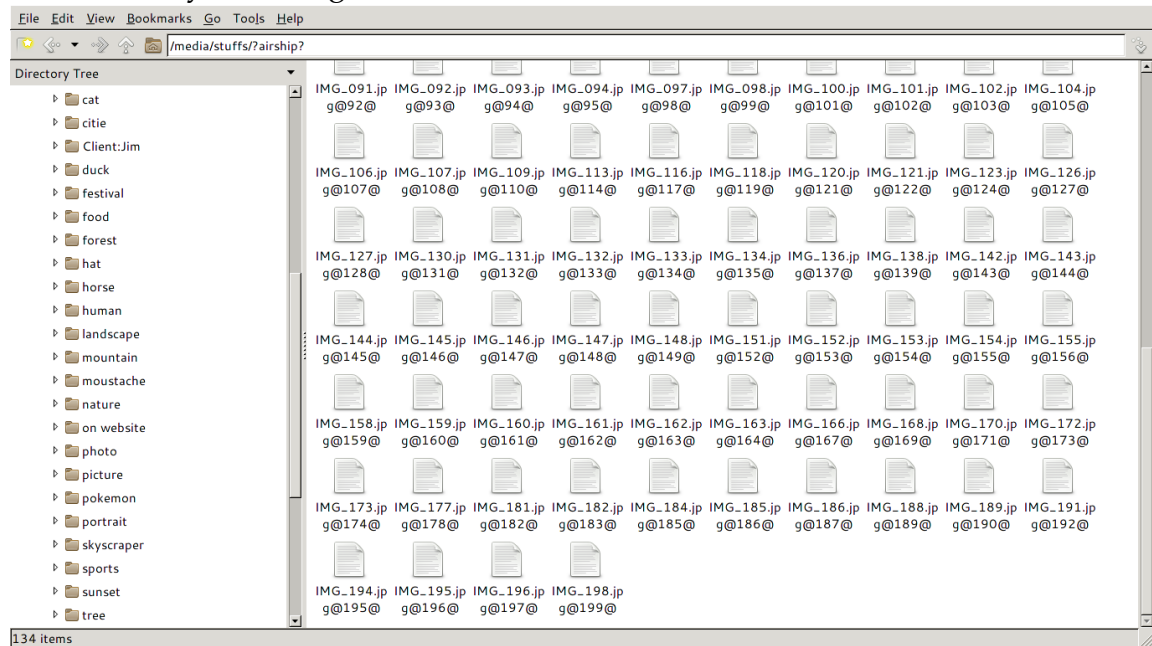 File Edit View Bookmarks Go Tools Help
/media/stuffs/?airship?
Directory Tree
cat
citie
Client:Jim
duck
festival
food
forest
hat
horse
human
landscape
mountain
moustache
nature
on website
photo
picture
pokemon
portrait
skyscraper
sports
sunset
tree
IMG_091.jp IMG_092.jp IMG_093.jp IMG_094.jp IMG_097.jp IMG_098.jp IMG_100.jp IMG_101.jp IMG_102.jp IMG_104.jp
g@92@ g@93@ g@94@ g@95@ g@98@ g@99@ g@101@ g@102@ g@103@ g@105@
IMG_106.jp IMG_107.jp IMG_109.jp IMG_113.jp IMG_116.jp IMG_118.jp IMG_120.jp IMG_121.jp IMG_123.jp IMG_126.jp
g@107@ g@108@ g@110@ g@114@ g@117@ g@119@ g@121@ g@122@ g@124@ g@127@
IMG_127.jp IMG_130.jp IMG_131.jp IMG_132.jp IMG_133.jp IMG_134.jp IMG_136.jp IMG_138.jp IMG_142.jp IMG_143.jp
g@128@ g@131@ g@132@ g@133@ g@134@ g@135@ g@137@ g@139@ g@143@ g@144@
IMG_144.jp IMG_145.jp IMG_146.jp IMG_147.jp IMG_148.jp IMG_151.jp IMG_152.jp IMG_153.jp IMG_154.jp IMG_155.jp
g@145@ g@146@ g@147@ g@148@ g@149@ g@152@ g@153@ g@154@ g@155@ g@156@
IMG_158.jp IMG_159.jp IMG_160.jp IMG_161.jp IMG_162.jp IMG_163.jp IMG_166.jp IMG_168.jp IMG_170.jp IMG_172.jp
g@159@ g@160@ g@161@ g@162@ g@163@ g@164@ g@167@ g@169@ g@171@ g@173@
IMG_173.jp IMG_177.jp IMG_181.jp IMG_182.jp IMG_184.jp IMG_185.jp IMG_186.jp IMG_188.jp IMG_189.jp IMG_191.jp
g@174@ g@178@ g@182@ g@183@ g@185@ g@186@ g@187@ g@189@ g@190@ g@192@
IMG_194.jp IMG_195.jp IMG_196.jp IMG_198.jp
g@195@ g@196@ g@197@ g@199@
134 items